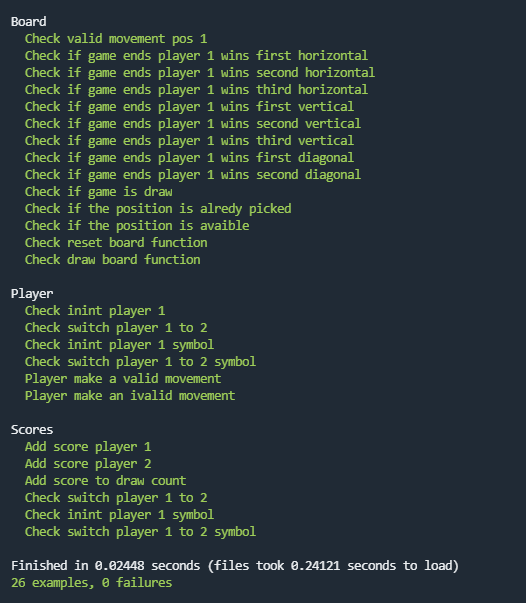 Board
Check valid movement pos 1
Check if game ends player 1 wins first horizontal
Check if game ends player 1 wins second horizontal
Check if game ends player 1 wins third horizontal
Check if game ends player 1 wins first vertical
Check if game ends player 1 wins second vertical
Check if game ends player 1 wins third vertical
Check if game ends player 1 wins first diagonal
Check if game ends player 1 wins second diagonal
Check if game is draw
Check if the position is alredy picked
Check if the position is avaible
Check reset board function
Check draw board function
Player
Check inint player 1
Check switch player 1 to 2
Check inint player 1 symbol
Check switch player 1 to 2 symbol
Player make a valid movement
Player make an ivalid movement
Scores
Add score player 1
Add score player 2
Add score to draw count
Check switch player 1 to 2
Check inint player 1 symbol
Check switch player 1 to 2 symbol
Finished in 0.02448 seconds (files took 0.24121 seconds to load)
26 examples, 0 failures